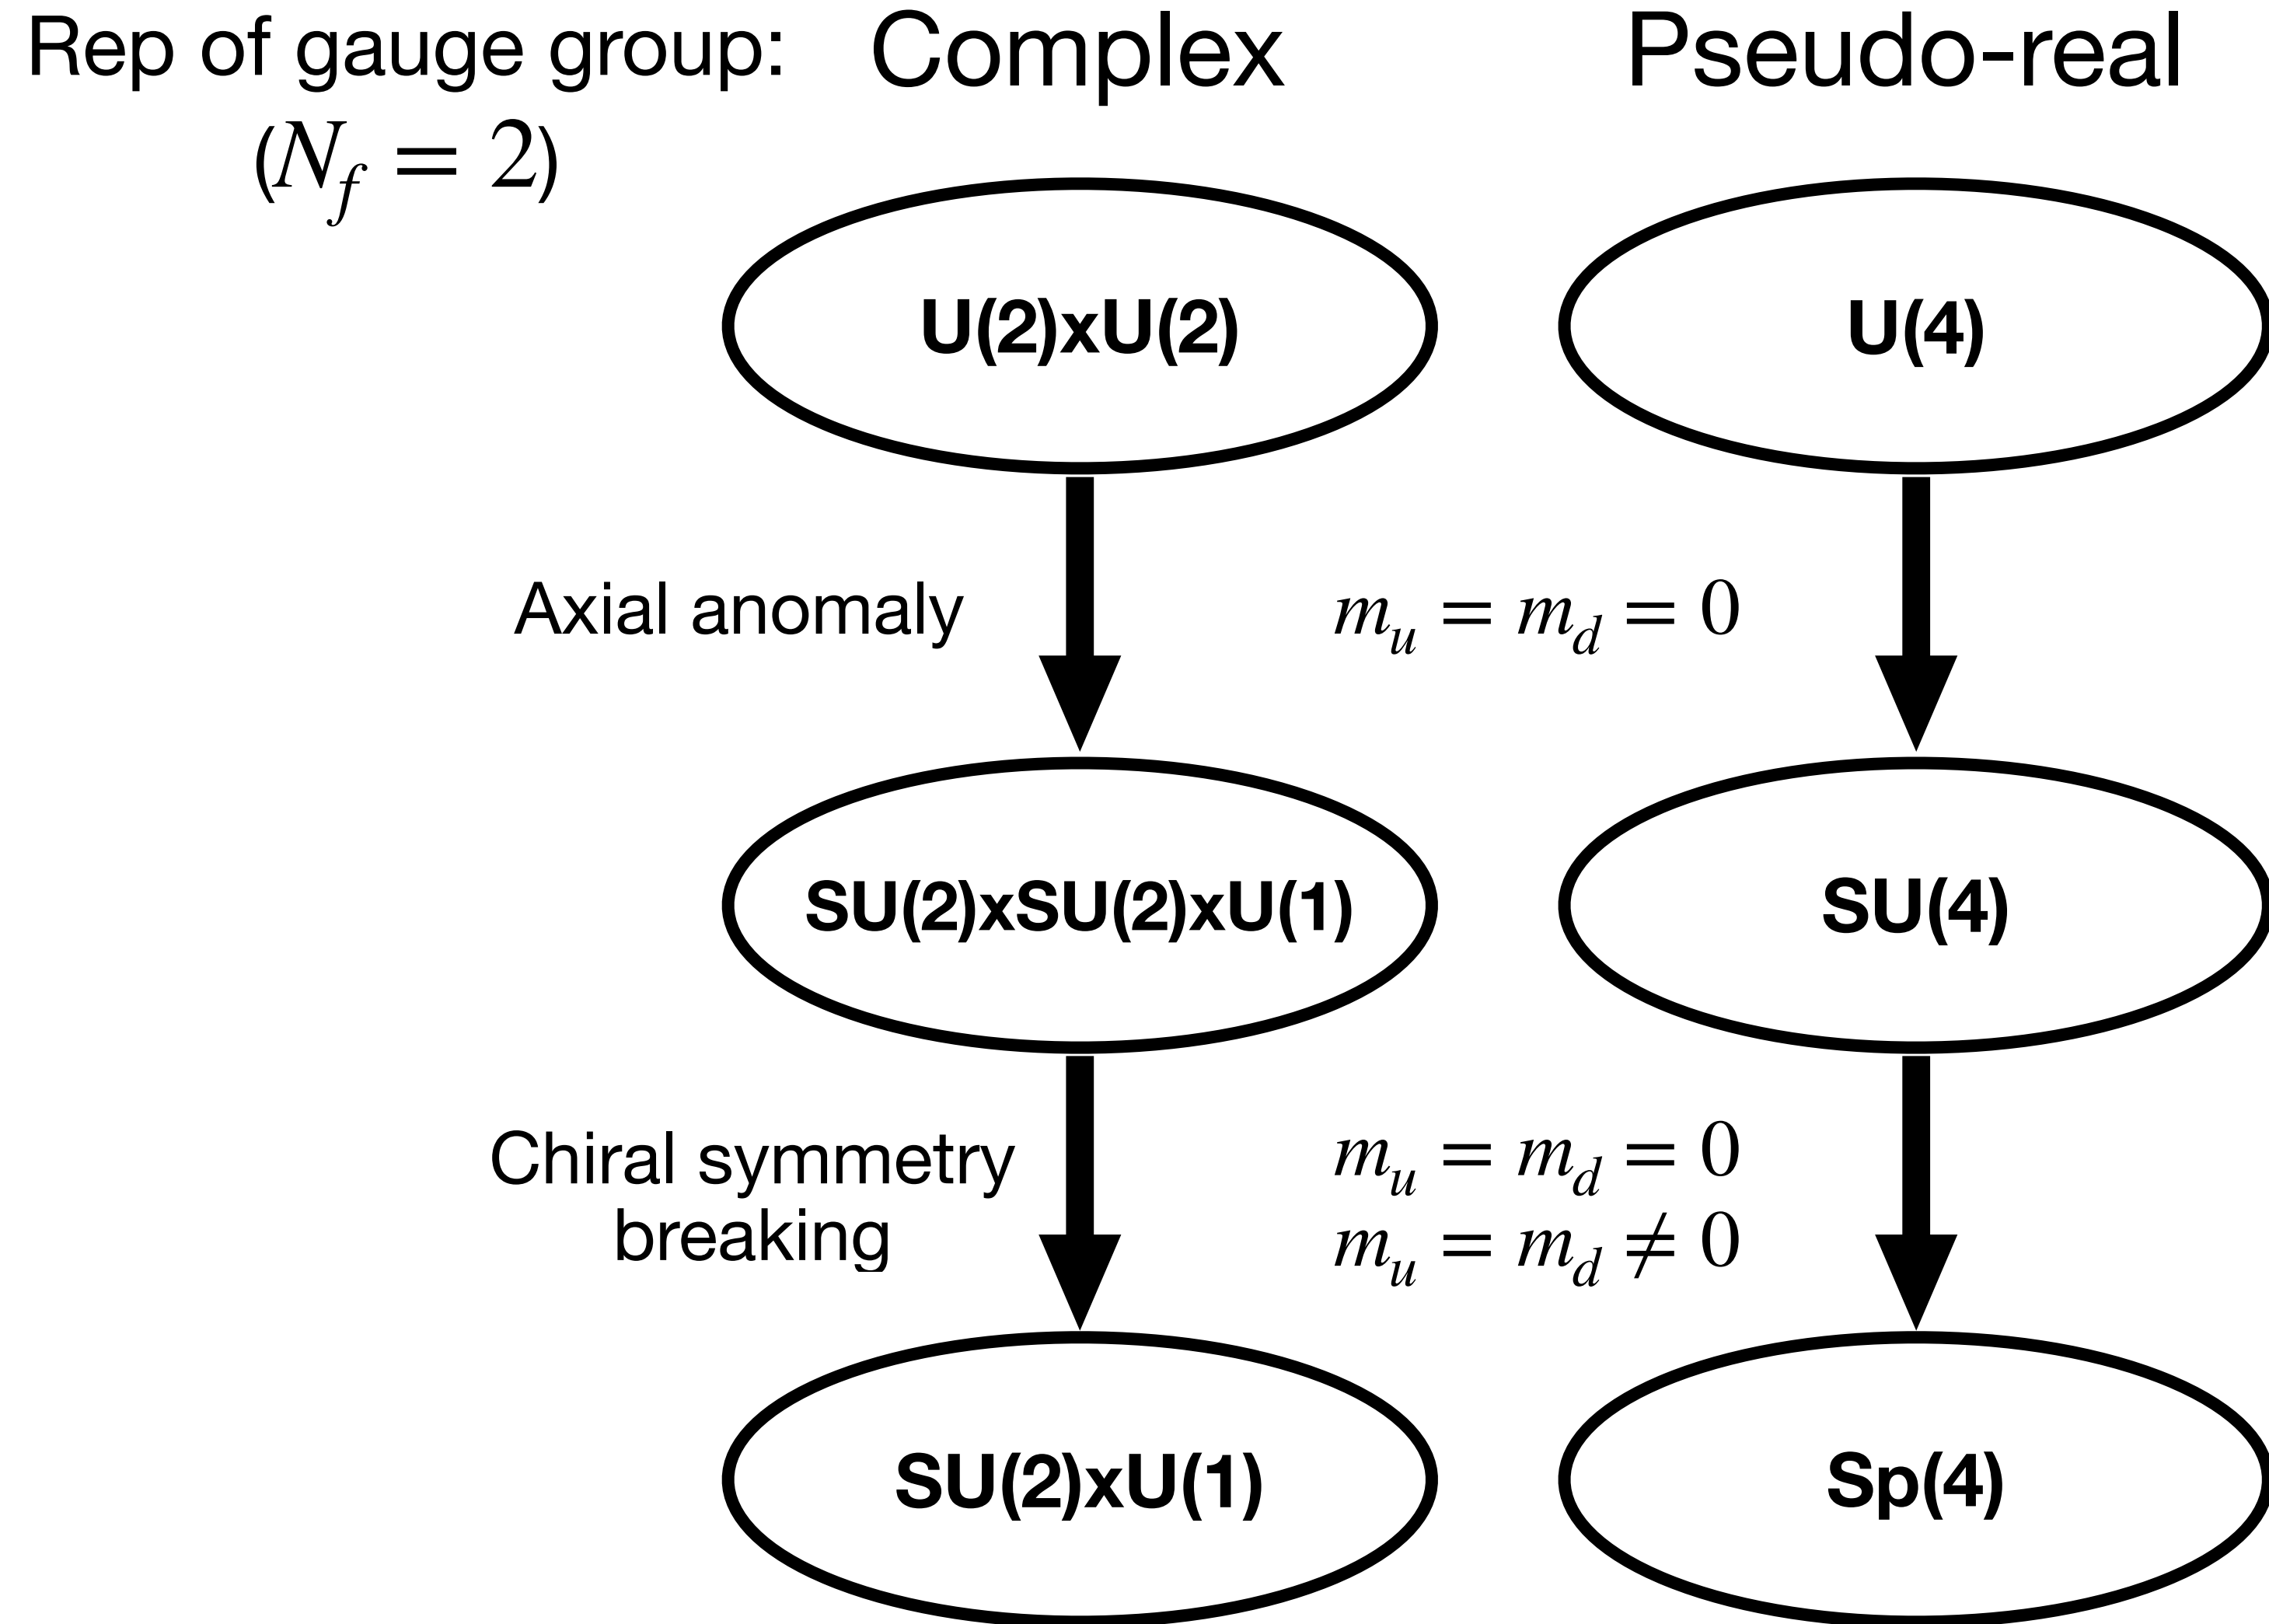 Rep of gauge group: Complex Pseudo-real
(N_f = 2)
U(2)xU(2) U(4)
Axial anomaly m_u = m_d = 0
SU(2)xSU(2)xU(1) SU(4)
Chiral symmetry m_u = m_d = 0
breaking m_u = m_d ≠ 0
SU(2)xU(1) Sp(4)